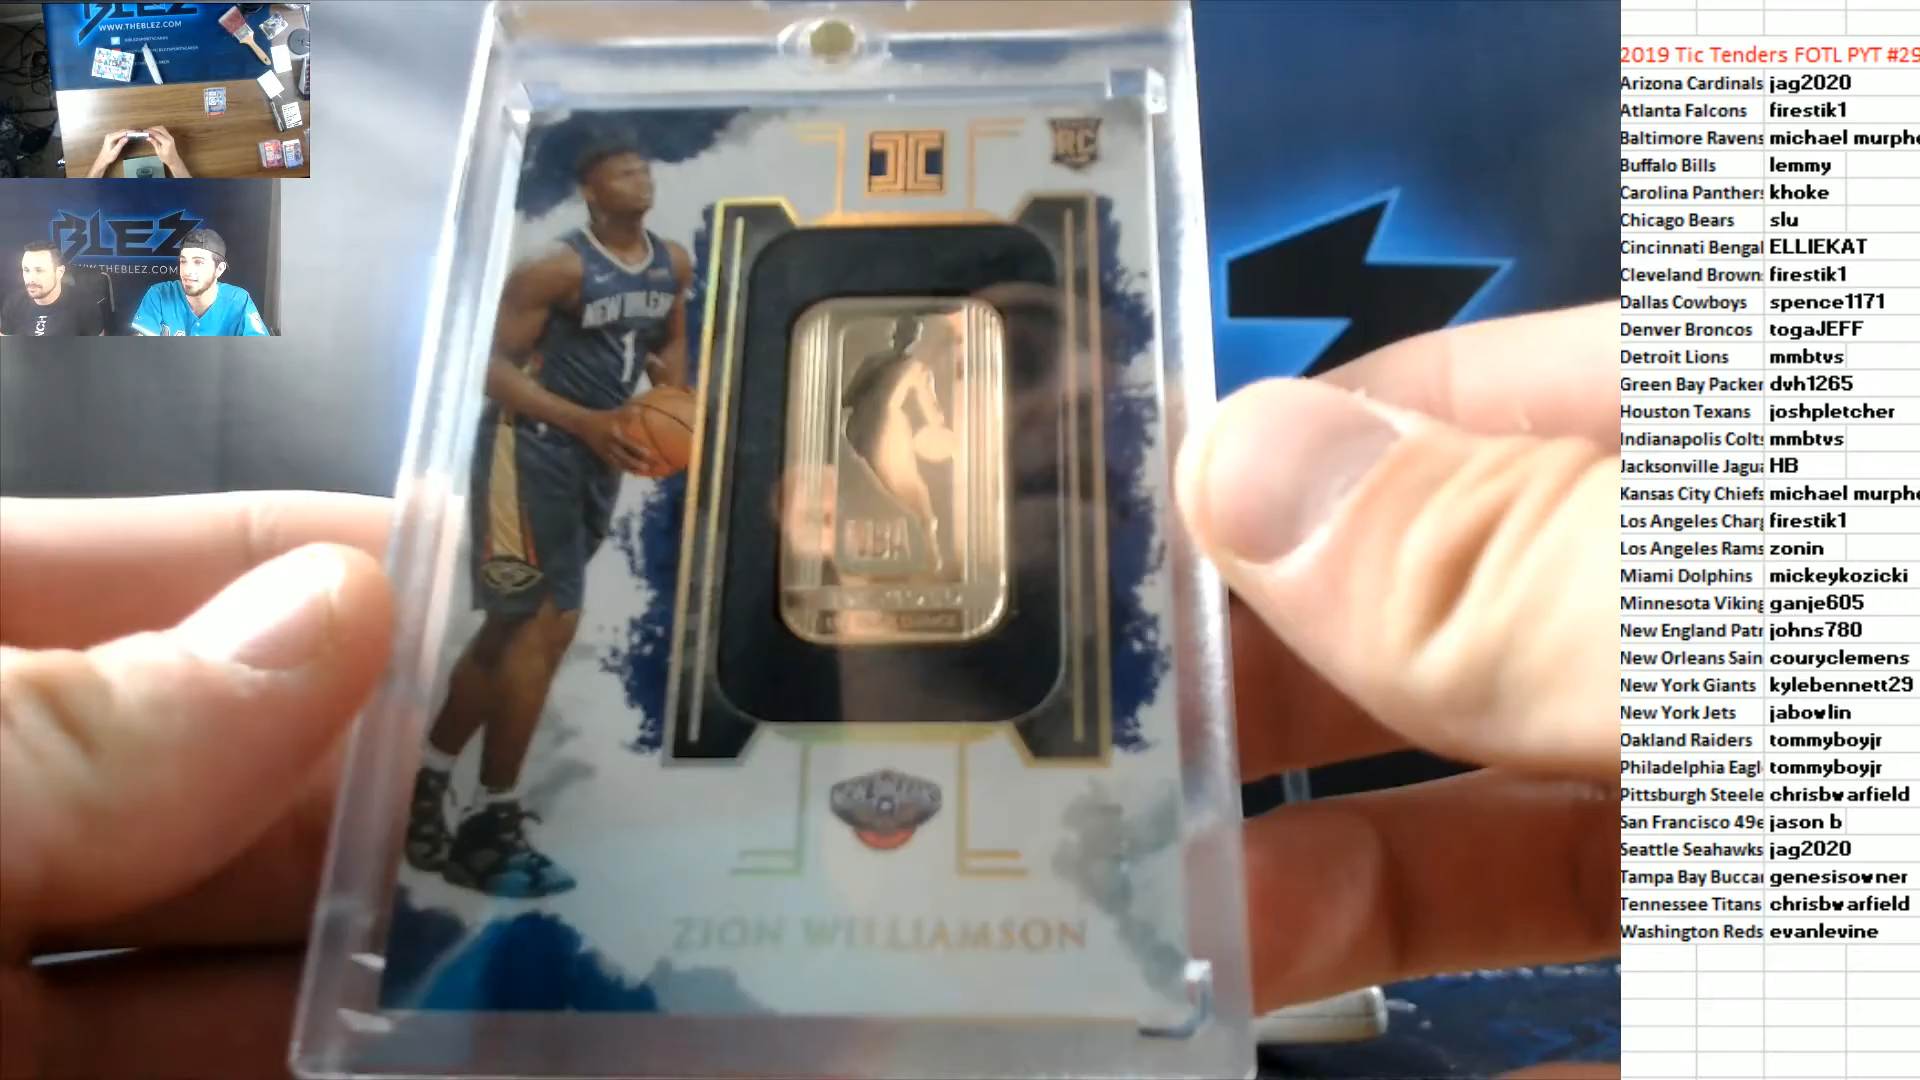 WWW.THEBLEZ.COM
BLEZ
WWW.THEBLEZ.COM
RC
NEW ORLEANS
1
NBA
ZION WILLIAMSON
2019 Tic Tenders FOTL PYT #29
Arizona Cardinals jag2020
Atlanta Falcons firestik1
Baltimore Ravens michael murphe
Buffalo Bills lemmy
Carolina Panthers khoke
Chicago Bears slu
Cincinnati Bengal ELLIEKAT
Cleveland Browns firestik1
Dallas Cowboys spence1171
Denver Broncos togaJEFF
Detroit Lions mmbtvs
Green Bay Packer dvh1265
Houston Texans joshpletcher
Indianapolis Colts mmbtvs
Jacksonville Jagua HB
Kansas City Chiefs michael murphe
Los Angeles Charg firestik1
Los Angeles Rams zonin
Miami Dolphins mickeykozicki
Minnesota Viking ganje605
New England Patr johns780
New Orleans Sain couryclemens
New York Giants kylebennett29
New York Jets jabowlin
Oakland Raiders tommyboyjr
Philadelphia Eagl tommyboyjr
Pittsburgh Steele chrisbwarfield
San Francisco 49e jason b
Seattle Seahawks jag2020
Tampa Bay Buccar genesisowner
Tennessee Titans chrisbwarfield
Washington Reds evanlevine